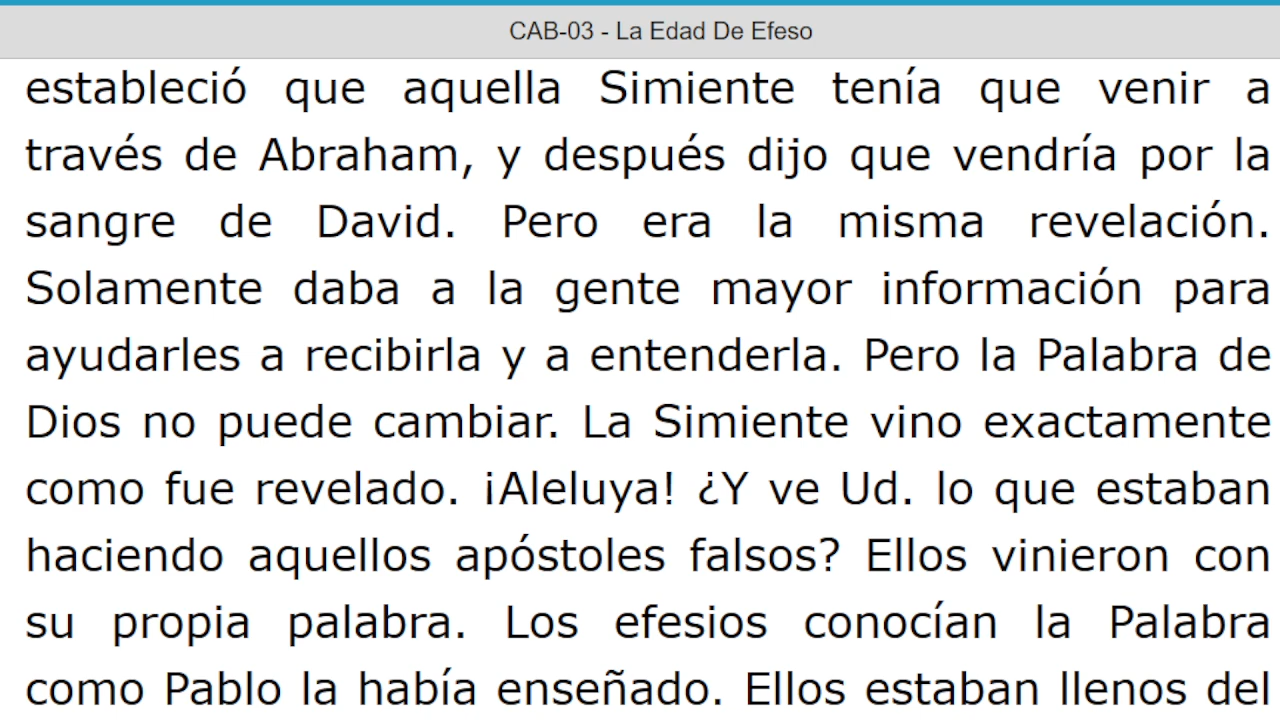 CAB-03 - La Edad De Efeso
estableció que aquella Simiente tenía que venir a
través de Abraham, y después dijo que vendría por la
sangre de David. Pero era la misma revelación.
Solamente daba a la gente mayor información para
ayudarles a recibirla y a entenderla. Pero la Palabra de
Dios no puede cambiar. La Simiente vino exactamente
como fue revelado. ¡Aleluya! ¿Y ve Ud. lo que estaban
haciendo aquellos apóstoles falsos? Ellos vinieron con
su propia palabra. Los efesios conocían la Palabra
como Pablo la había enseñado. Ellos estaban llenos del